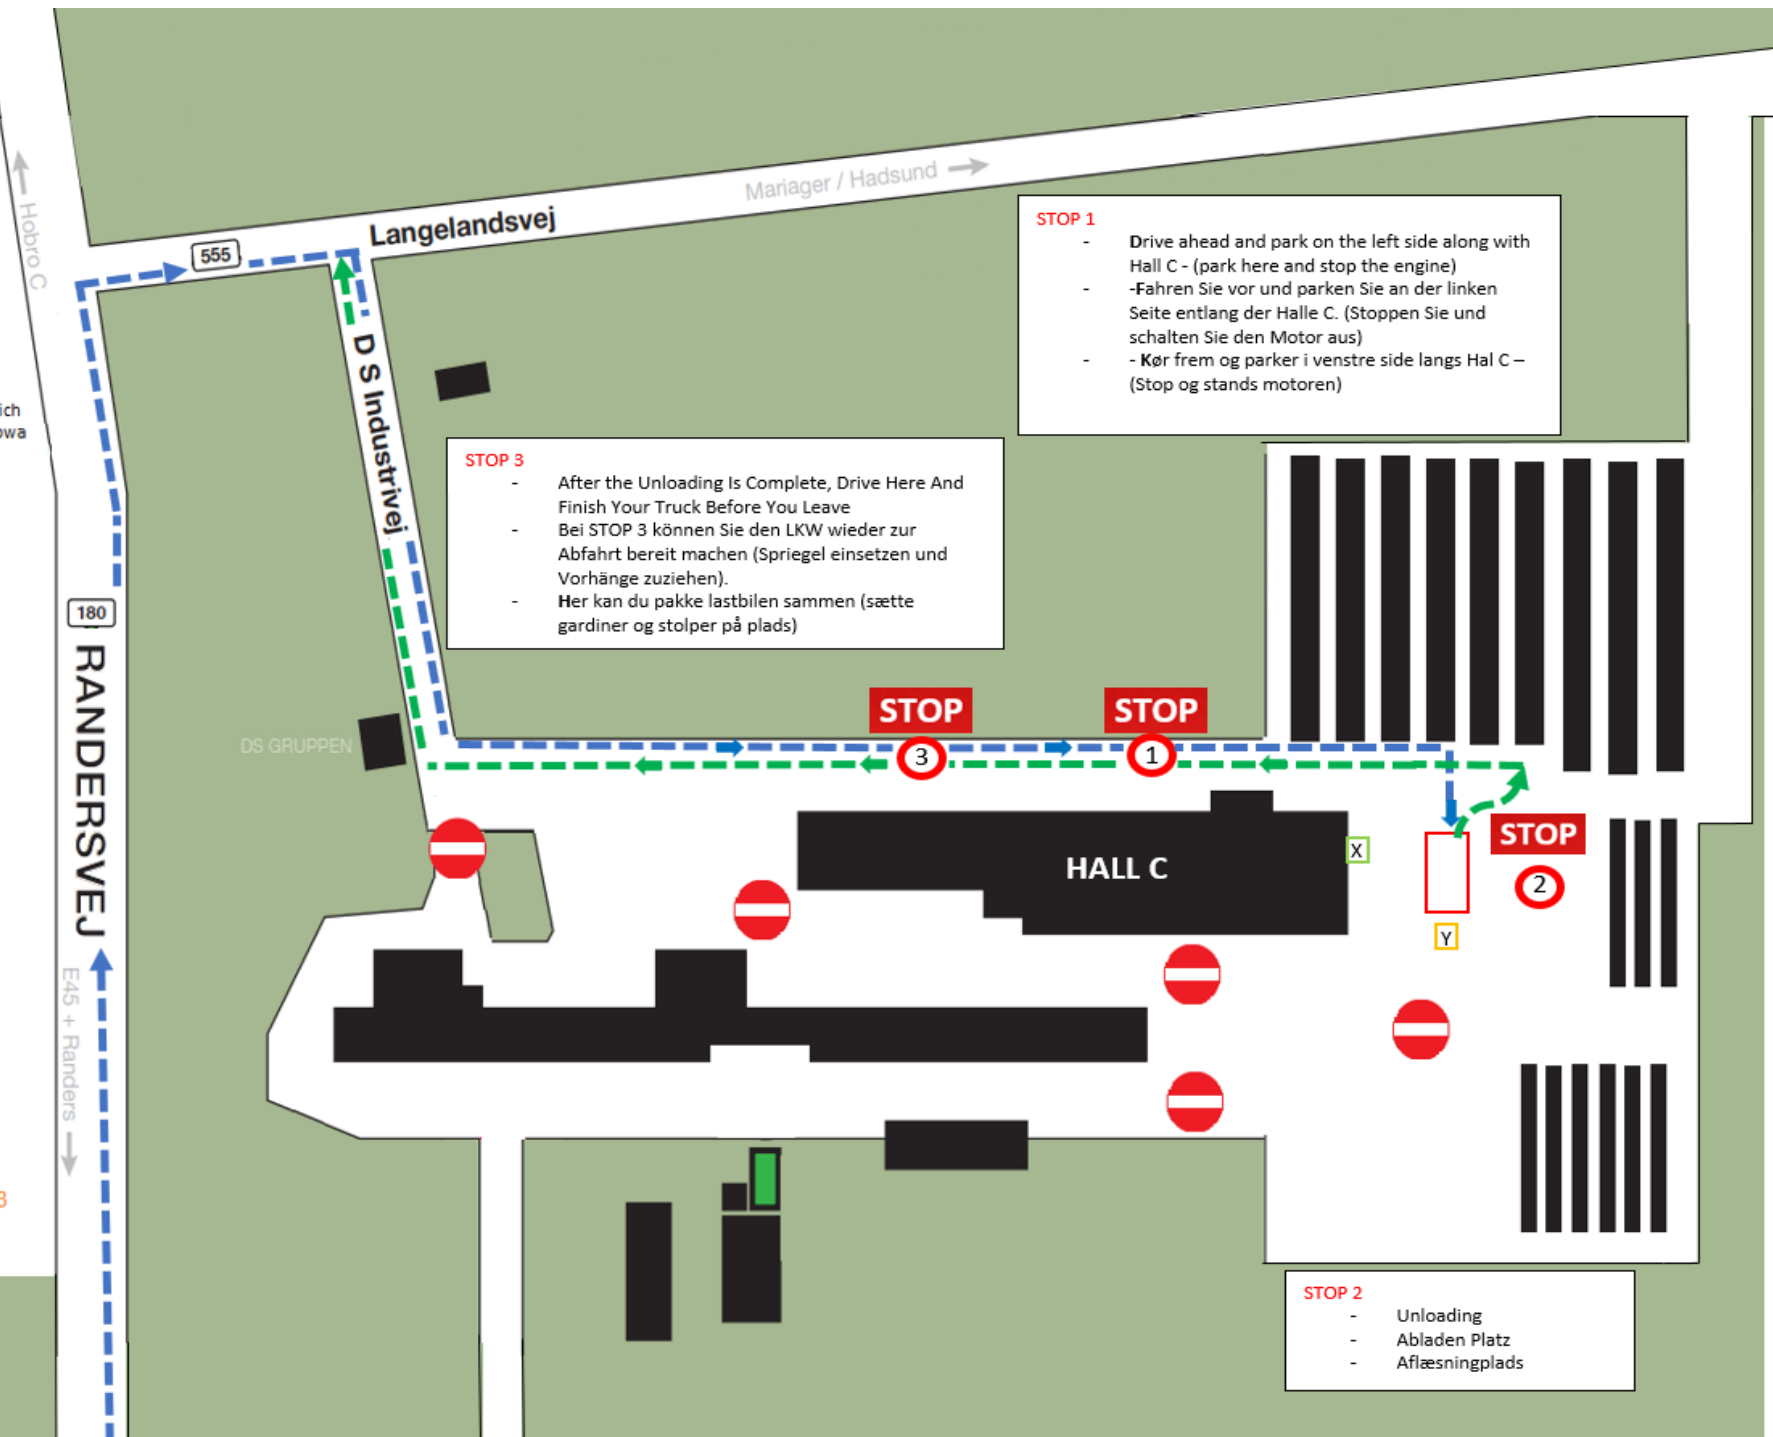 Mariager / Hadsund
Langelandsvej
555
Hobro C
STOP 1
- Drive ahead and park on the left side along with
Hall C - (park here and stop the engine)
- -Fahren Sie vor und parken Sie an der linken
Seite entlang der Halle C. (Stoppen Sie und
schalten Sie den Motor aus)
- - Kør frem og parker i venstre side langs Hal C –
(Stop og stands motoren)
D S Industrivej
ich
owa
STOP 3
- After the Unloading Is Complete, Drive Here And
Finish Your Truck Before You Leave
- Bei STOP 3 können Sie den LKW wieder zur
Abfahrt bereit machen (Spriegel einsetzen und
Vorhänge zuziehen).
- Her kan du pakke lastbilen sammen (sætte
gardiner og stolper på plads)
180
RANDERSVEJ
DS GRUPPEN
STOP
3
STOP
1
HALL C
X
STOP
2
Y
E45 + Randers
3
STOP 2
- Unloading
- Abladen Platz
- Aflæsningplads